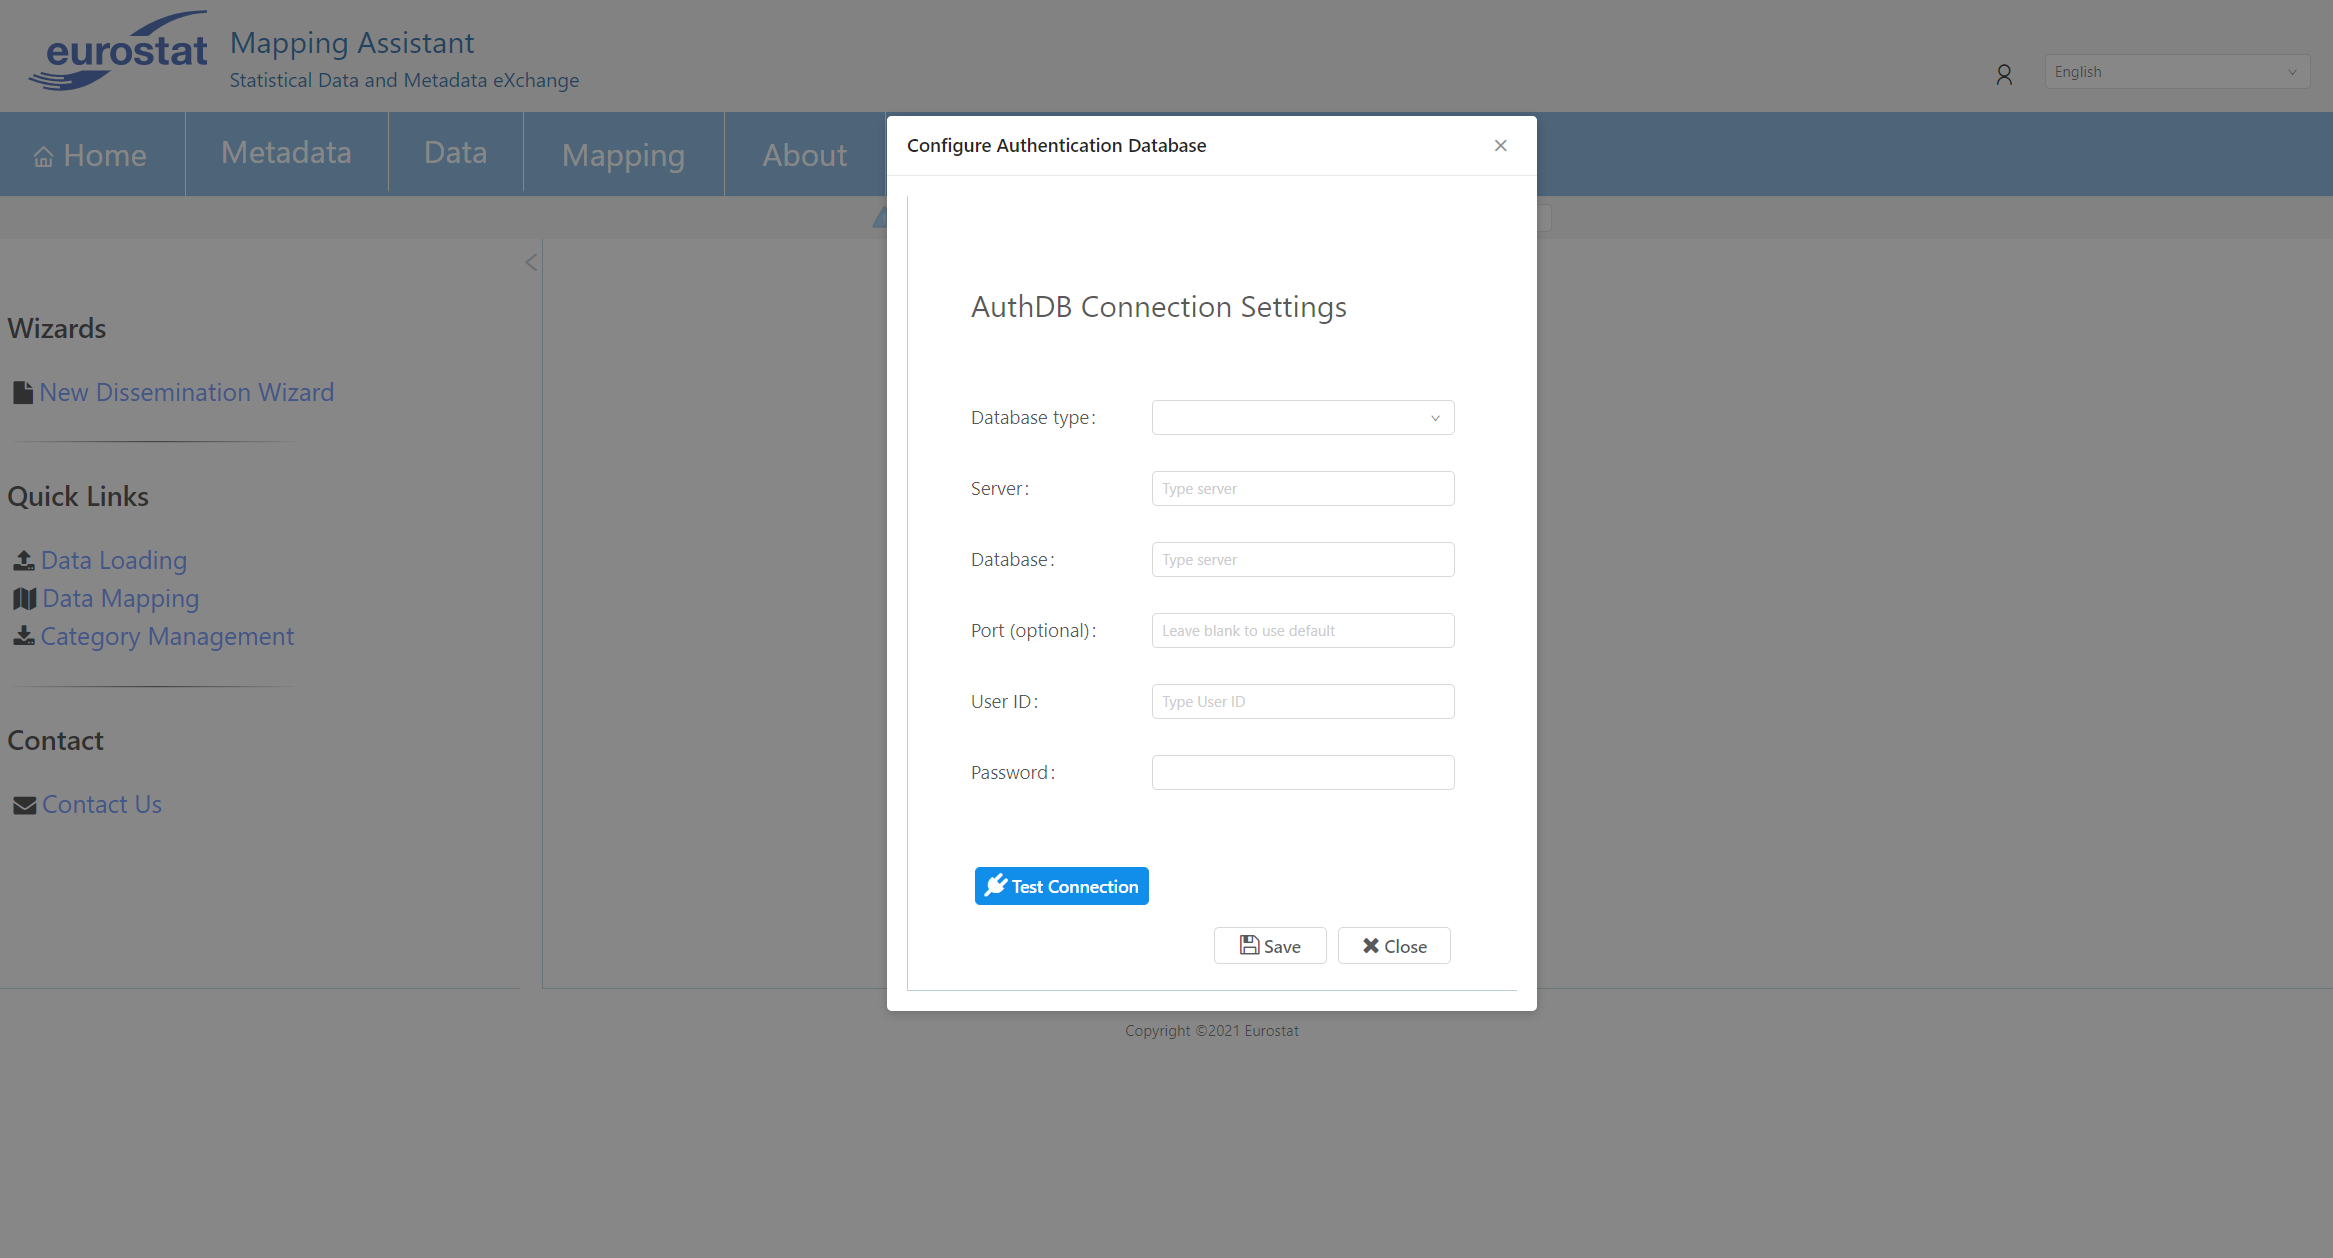 eurostat
Mapping Assistant
Statistical Data and Metadata eXchange
English
Home
Metadata
Data
Mapping
About
Configure Authentication Database
Wizards
New Dissemination Wizard
Quick Links
Data Loading
Data Mapping
Category Management
Contact
Contact Us
AuthDB Connection Settings
Database type:
Server: Type server
Database: Type server
Port (optional): Leave blank to use default
User ID: Type User ID
Password:
Test Connection
Save Close
Copyright ©2021 Eurostat